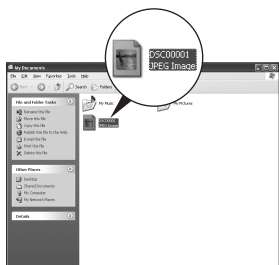 DSC00001
JPEG Image
My Documents
File Edit View Favorites Tools Help
Back Search Folders
File and Folder Tasks
Rename this file
Move this file
Copy this file
Publish this file to the Web
E-mail this file
Print this file
Delete this file
Other Places
Desktop
Shared Documents
My Computer
My Network Places
Details
My Music
My Pictures
DSC00001
JPEG Image